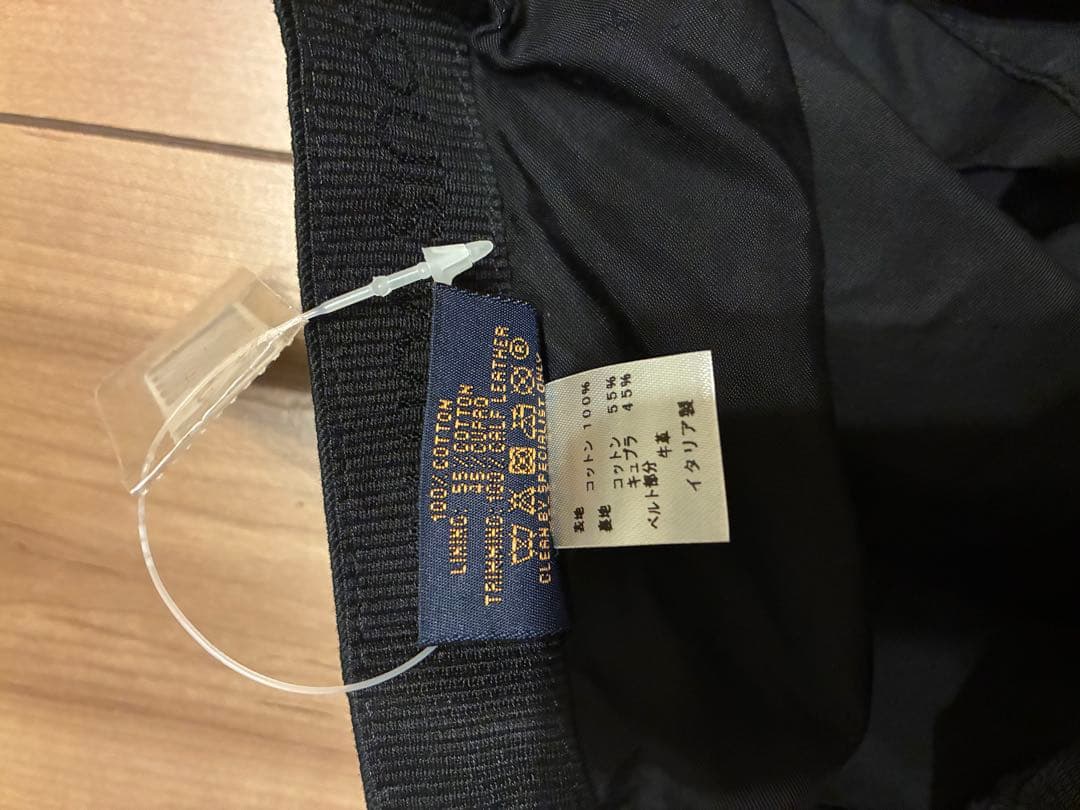 100% COTTON
LINING: 55% COTTON
45% CUPRO
TRIMMING: 100% CALF LEATHER
CLEAN BY SPECIALIST ONLY
表地 コットン 100%
裏地 コットン 55%
キュプラ 45%
ベルト部分 牛革
イタリア製